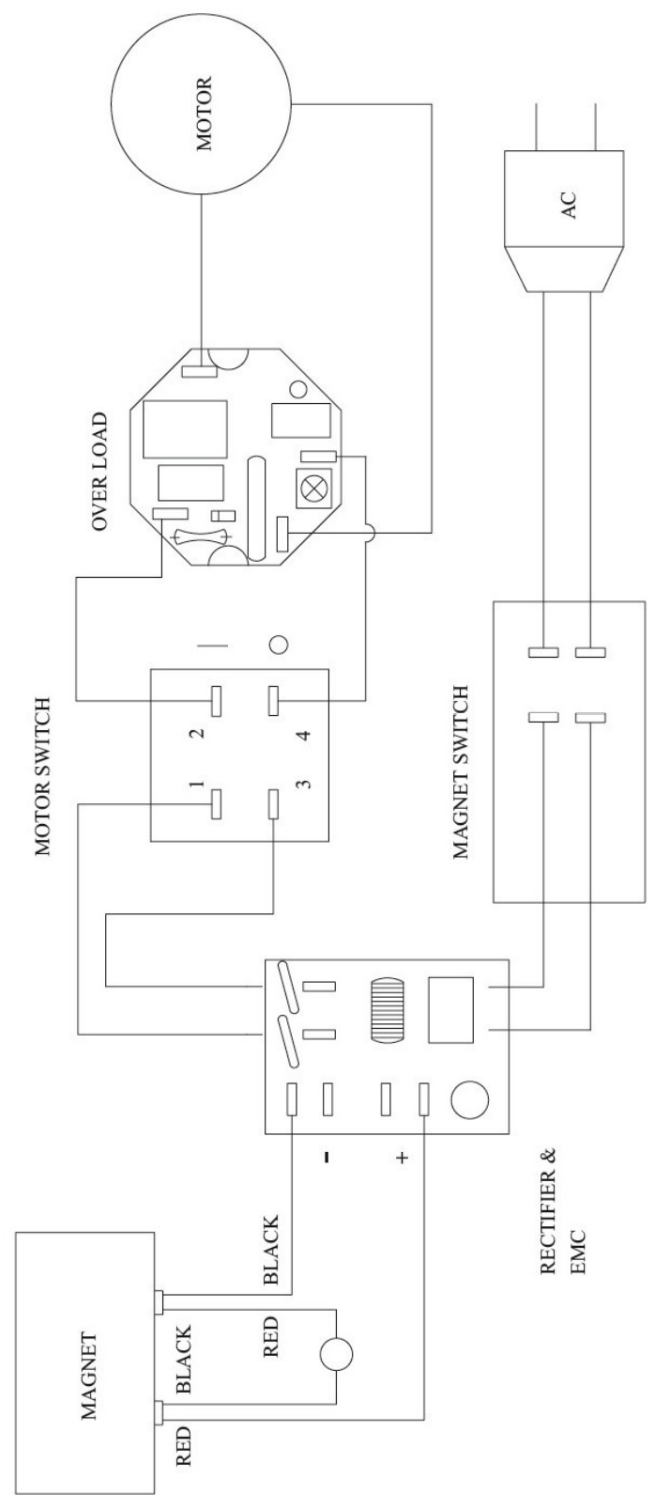 MAGNET
RED
BLACK
RED
BLACK
-
+
RECTIFIER &
EMC
MOTOR SWITCH
1
2
3
4
OVER LOAD
MOTOR
MAGNET SWITCH
AC